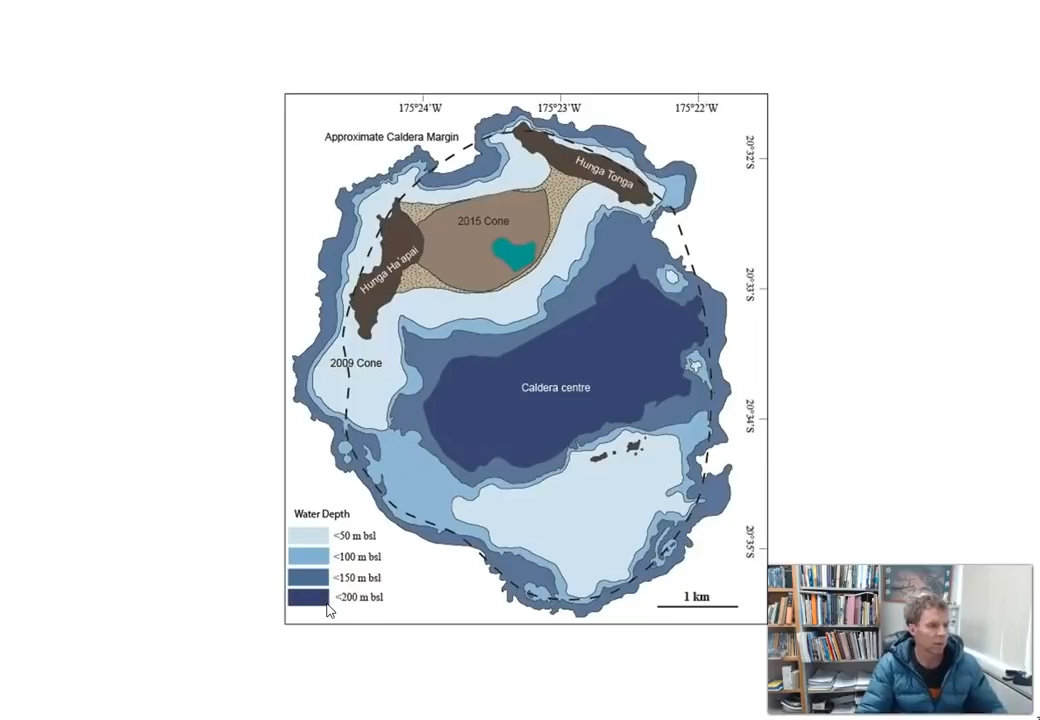 175°24'W 175°23'W 175°22'W
Approximate Caldera Margin
20°32'S
Hunga Tonga
2015 Cone
Hunga Ha'apai
20°33'S
2009 Cone
Caldera centre
20°34'S
Water Depth
<50 m bsl
<100 m bsl
<150 m bsl
<200 m bsl
20°35'S
1 km